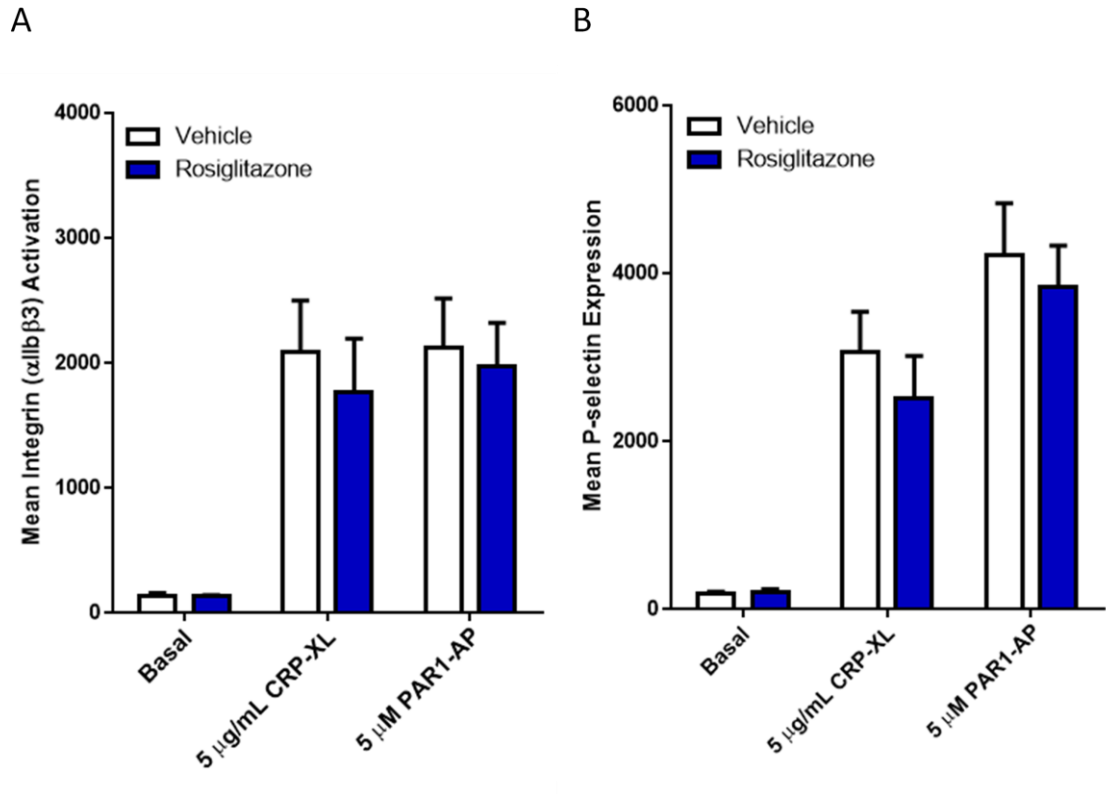 A
Mean Integrin (αIIbβ3) Activation
4000
3000
2000
1000
0
Vehicle
Rosiglitazone
Basal
5 μg/mL CRP-XL
5 μM PAR1-AP
B
Mean P-selectin Expression
6000
4000
2000
0
Vehicle
Rosiglitazone
Basal
5 μg/mL CRP-XL
5 μM PAR1-AP